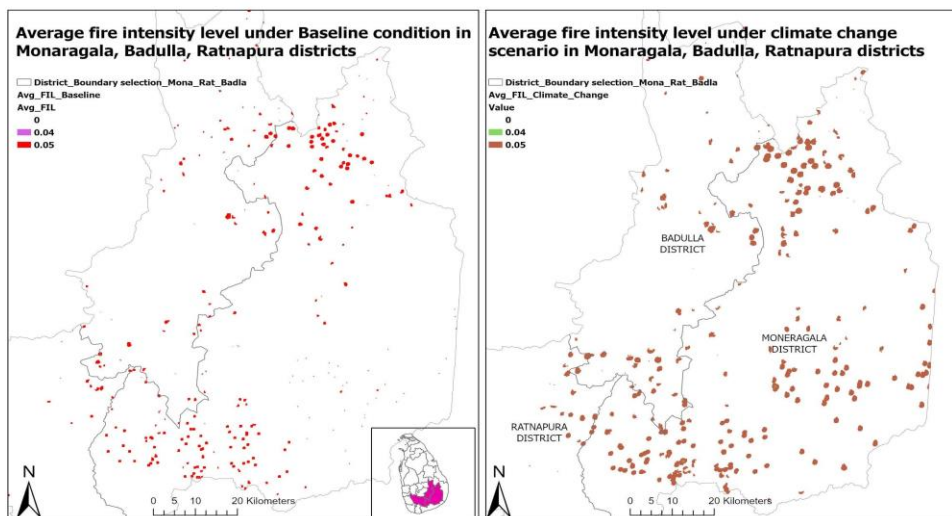 Average fire intensity level under Baseline condition in
Monaragala, Badulla, Ratnapura districts
District_Boundary selection_Mona_Rat_Badla
Avg_FIL_Baseline
Avg_FIL
0
0.04
0.05
N
0 5 10 20 Kilometers
Average fire intensity level under climate change
scenario in Monaragala, Badulla, Ratnapura districts
District_Boundary selection_Mona_Rat_Badla
Avg_FIL_Climate_Change
Value
0
0.04
0.05
BADULLA
DISTRICT
MONERAGALA
DISTRICT
RATNAPURA
DISTRICT
N
0 5 10 20 Kilometers